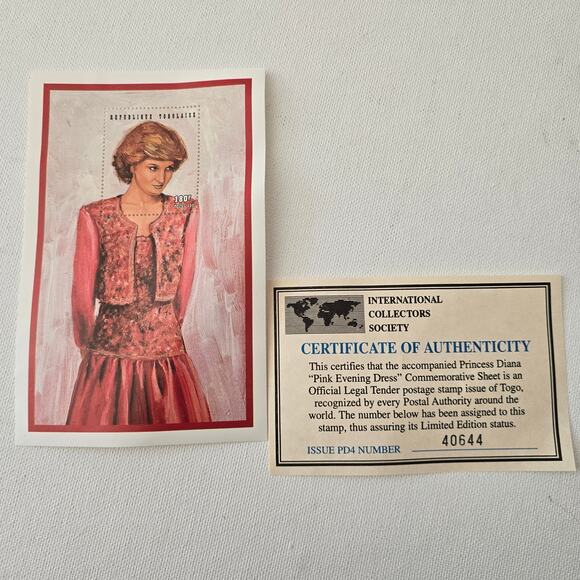 REPUBLIQUE TOGOLAISE
180F
INTERNATIONAL
COLLECTORS
SOCIETY
CERTIFICATE OF AUTHENTICITY
This certifies that the accompanied Princess Diana
“Pink Evening Dress” Commemorative Sheet is an
Official Legal Tender postage stamp issue of Togo,
recognized by every Postal Authority around the
world. The number below has been assigned to this
stamp, thus assuring its Limited Edition status.
ISSUE PD4 NUMBER 40644